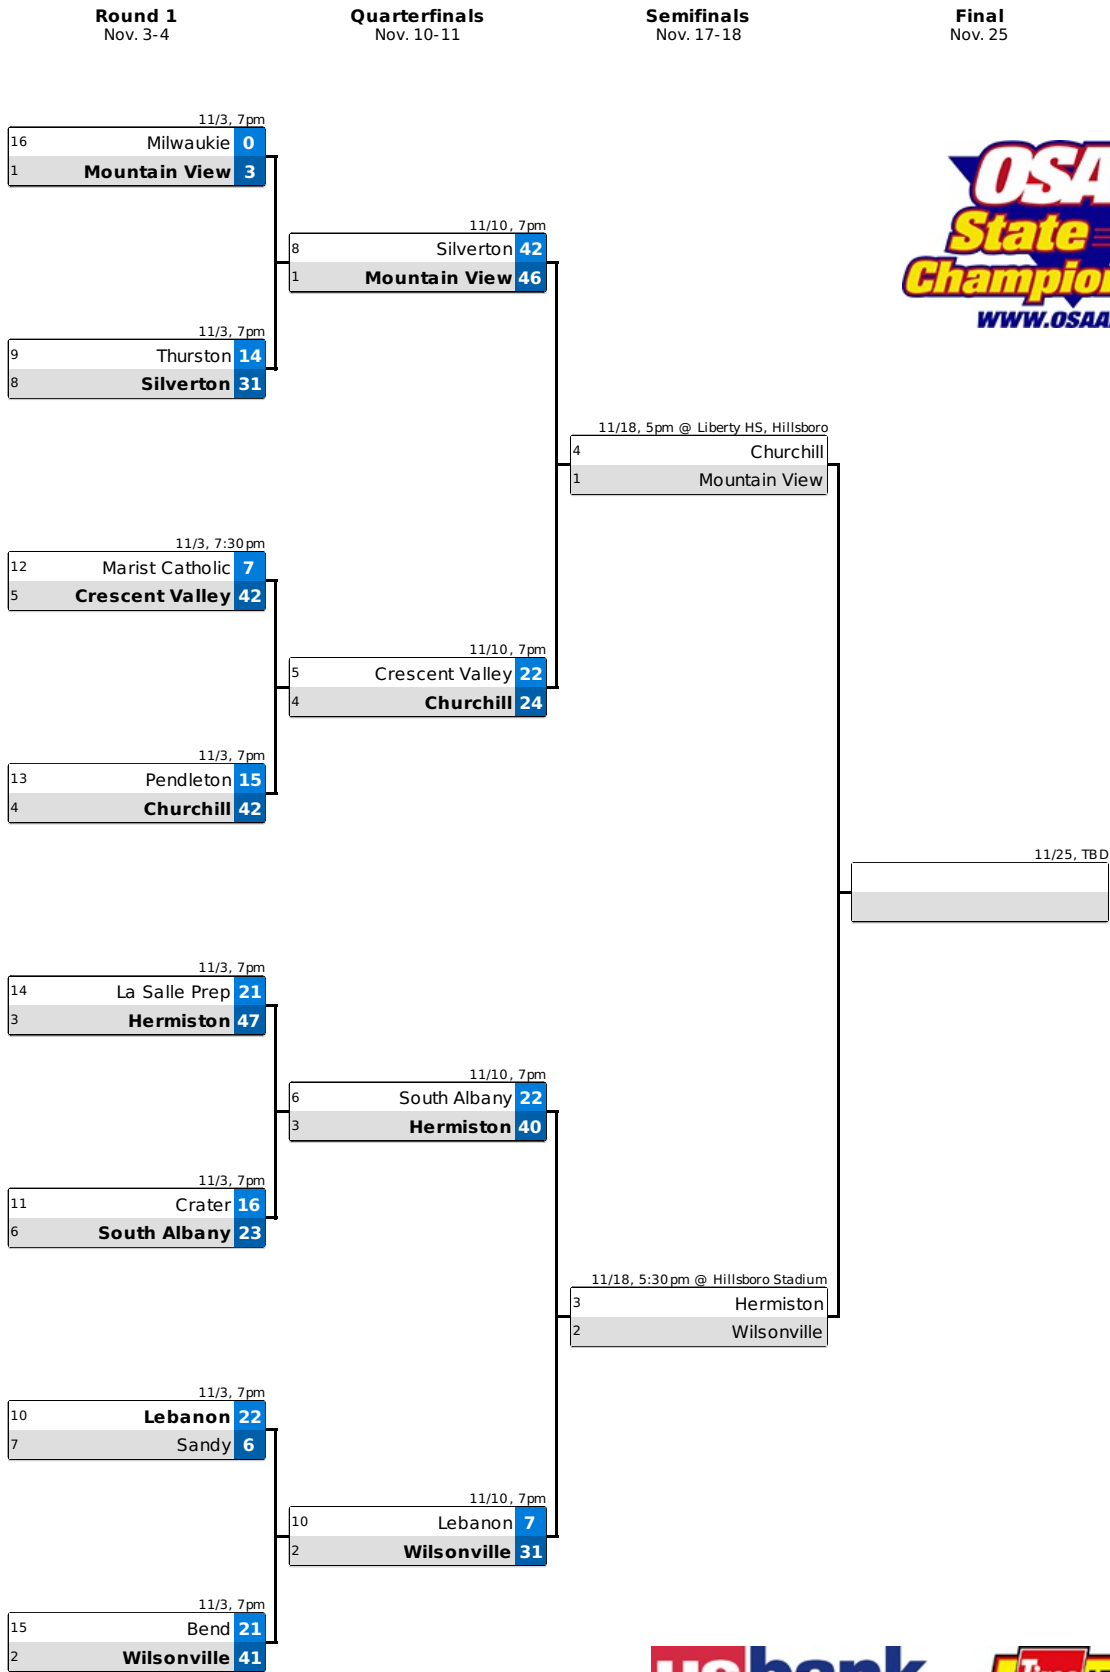 Round 1
Nov. 3-4
Quarterfinals
Nov. 10-11
Semifinals
Nov. 17-18
Final
Nov. 25
11/3, 7pm
16 Milwaukie 0
1 Mountain View 3
11/10, 7pm
8 Silverton 42
1 Mountain View 46
OSA
State
Champio
WWW.OSAA
11/3, 7pm
9 Thurston 14
8 Silverton 31
11/18, 5pm @ Liberty HS, Hillsboro
4 Churchill
1 Mountain View
11/3, 7:30pm
12 Marist Catholic 7
5 Crescent Valley 42
11/10, 7pm
5 Crescent Valley 22
4 Churchill 24
11/3, 7pm
13 Pendleton 15
4 Churchill 42
11/25, TBD
11/3, 7pm
14 La Salle Prep 21
3 Hermiston 47
11/10, 7pm
6 South Albany 22
3 Hermiston 40
11/3, 7pm
11 Crater 16
6 South Albany 23
11/18, 5:30pm @ Hillsboro Stadium
3 Hermiston
2 Wilsonville
11/3, 7pm
10 Lebanon 22
7 Sandy 6
11/10, 7pm
10 Lebanon 7
2 Wilsonville 31
11/3, 7pm
15 Bend 21
2 Wilsonville 41
usbank